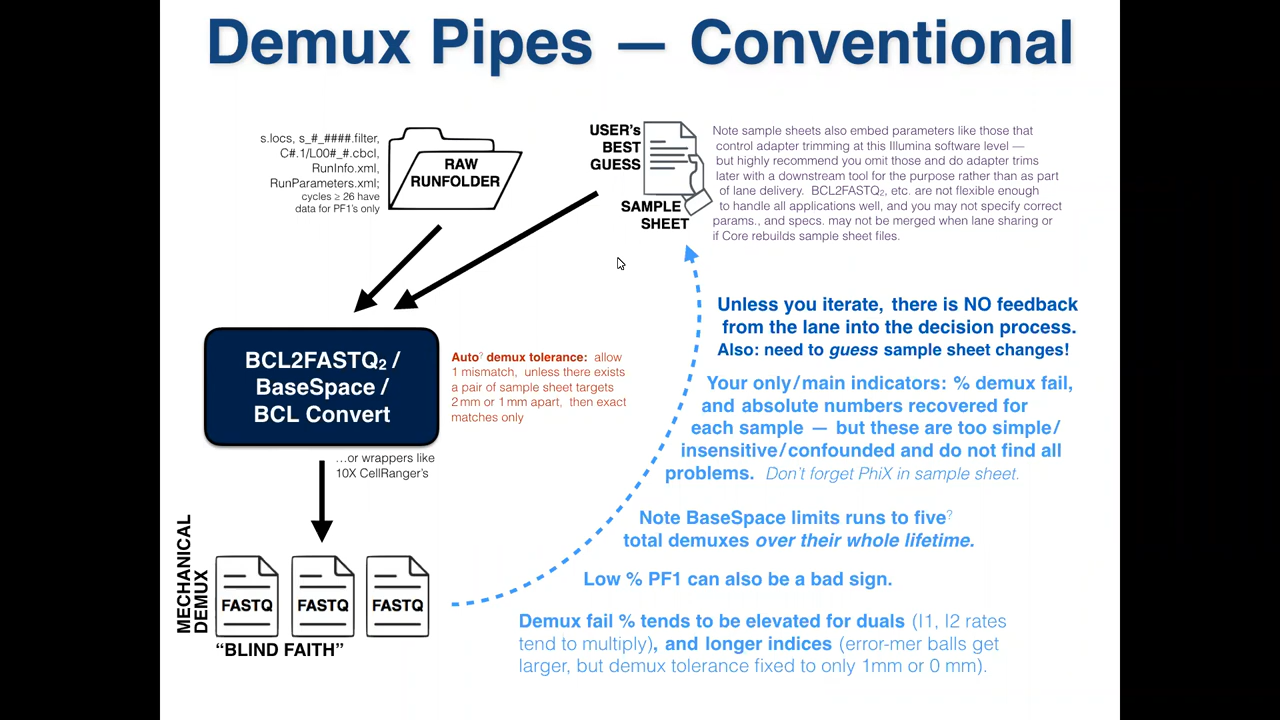 Demux Pipes — Conventional
s.locs, s_#_####.filter,
C#.1/L00#_#.cbcl,
RunInfo.xml,
RunParameters.xml;
cycles ≥ 26 have
data for PF1's only
RAW
RUNFOLDER
USER's
BEST
GUESS
SAMPLE
SHEET
Note sample sheets also embed parameters like those that
control adapter trimming at this Illumina software level —
but highly recommend you omit those and do adapter trims
later with a downstream tool for the purpose rather than as part
of lane delivery. BCL2FASTQ₂, etc. are not flexible enough
to handle all applications well, and you may not specify correct
params., and specs. may not be merged when lane sharing or
if Core rebuilds sample sheet files.
BCL2FASTQ₂ /
BaseSpace /
BCL Convert
Auto? demux tolerance: allow
1 mismatch, unless there exists
a pair of sample sheet targets
2 mm or 1 mm apart, then exact
matches only
…or wrappers like
10X CellRanger's
Unless you iterate, there is NO feedback
from the lane into the decision process.
Also: need to guess sample sheet changes!
Your only/main indicators: % demux fail,
and absolute numbers recovered for
each sample — but these are too simple/
insensitive/confounded and do not find all
problems. Don't forget PhiX in sample sheet.
Note BaseSpace limits runs to five?
total demuxes over their whole lifetime.
Low % PF1 can also be a bad sign.
Demux fail % tends to be elevated for duals (I1, I2 rates
tend to multiply), and longer indices (error-mer balls get
larger, but demux tolerance fixed to only 1mm or 0 mm).
MECHANICAL
DEMUX
FASTQ
FASTQ
FASTQ
“BLIND FAITH”